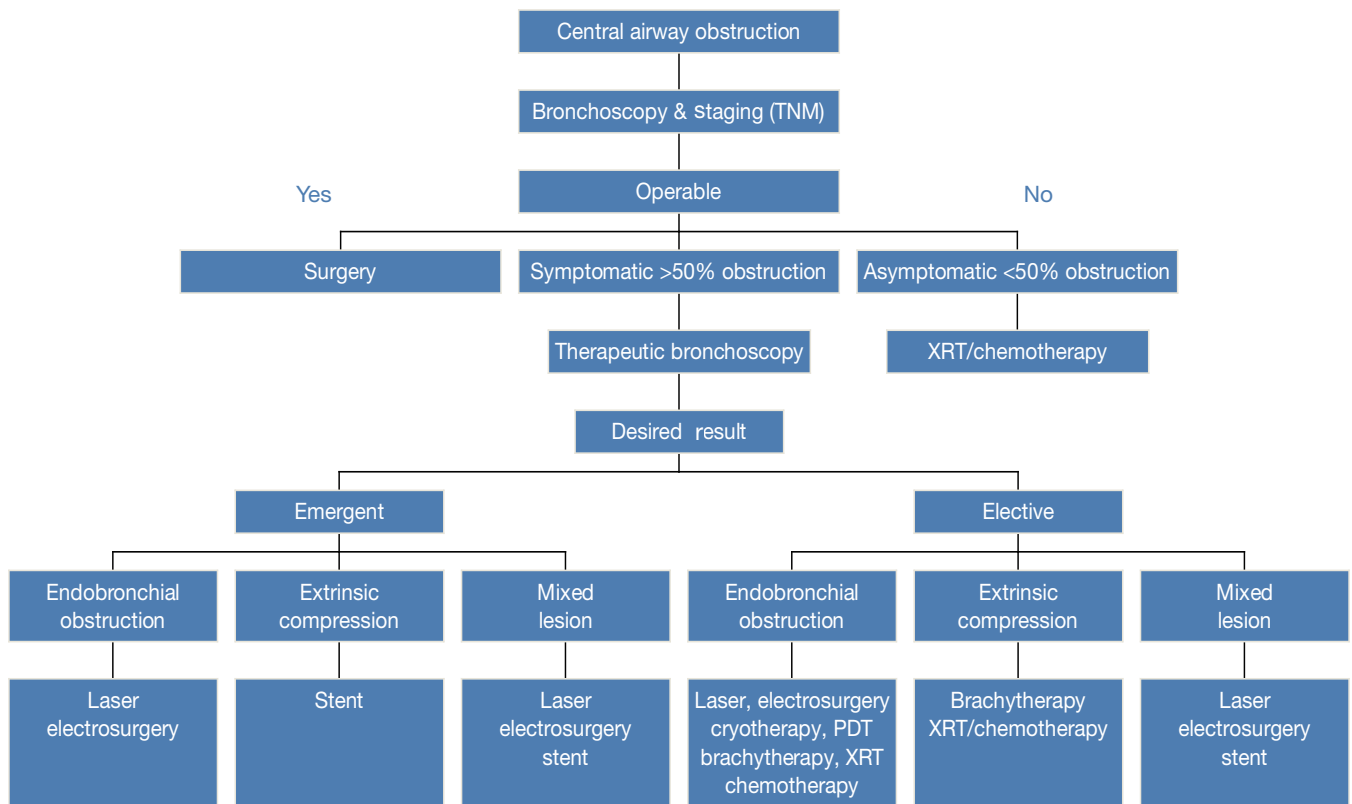 Central airway obstruction
Bronchoscopy & staging (TNM)
Yes
Operable
No
Surgery
Symptomatic >50% obstruction
Asymptomatic <50% obstruction
Therapeutic bronchoscopy
XRT/chemotherapy
Desired result
Emergent
Elective
Endobronchial
obstruction
Extrinsic
compression
Mixed
lesion
Endobronchial
obstruction
Extrinsic
compression
Mixed
lesion
Laser
electrosurgery
Stent
Laser
electrosurgery
stent
Laser, electrosurgery
cryotherapy, PDT
brachytherapy, XRT
chemotherapy
Brachytherapy
XRT/chemotherapy
Laser
electrosurgery
stent